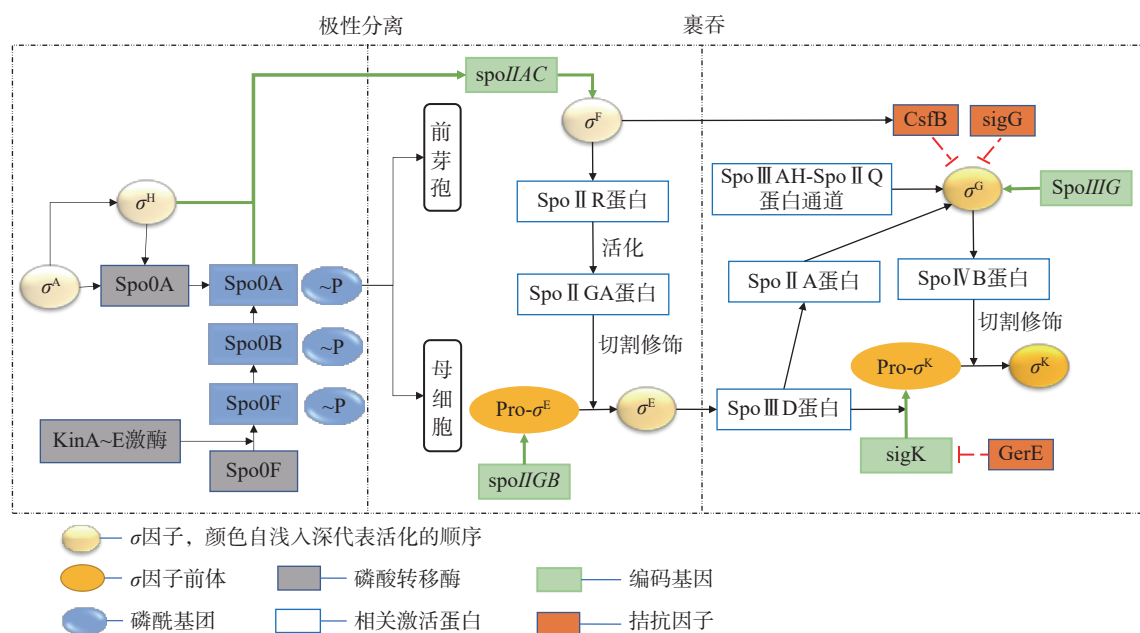 极性分离
裹吞
spoIIAC
σF
CsfB
sigG
前芽孢
SpoⅡR蛋白
SpoⅢAH-SpoⅡQ
蛋白通道
σG
SpoIIIG
σH
活化
σA
Spo0A
Spo0A
~P
SpoⅡGA蛋白
SpoⅡA蛋白
SpoⅣB蛋白
Spo0B
~P
切割修饰
切割修饰
母细胞
Pro-σK
σK
Spo0F
~P
Pro-σE
σE
SpoⅢD蛋白
KinA~E激酶
Spo0F
spoIIGB
sigK
GerE
σ因子，颜色自浅入深代表活化的顺序
σ因子前体
磷酸转移酶
编码基因
磷酰基团
相关激活蛋白
拮抗因子